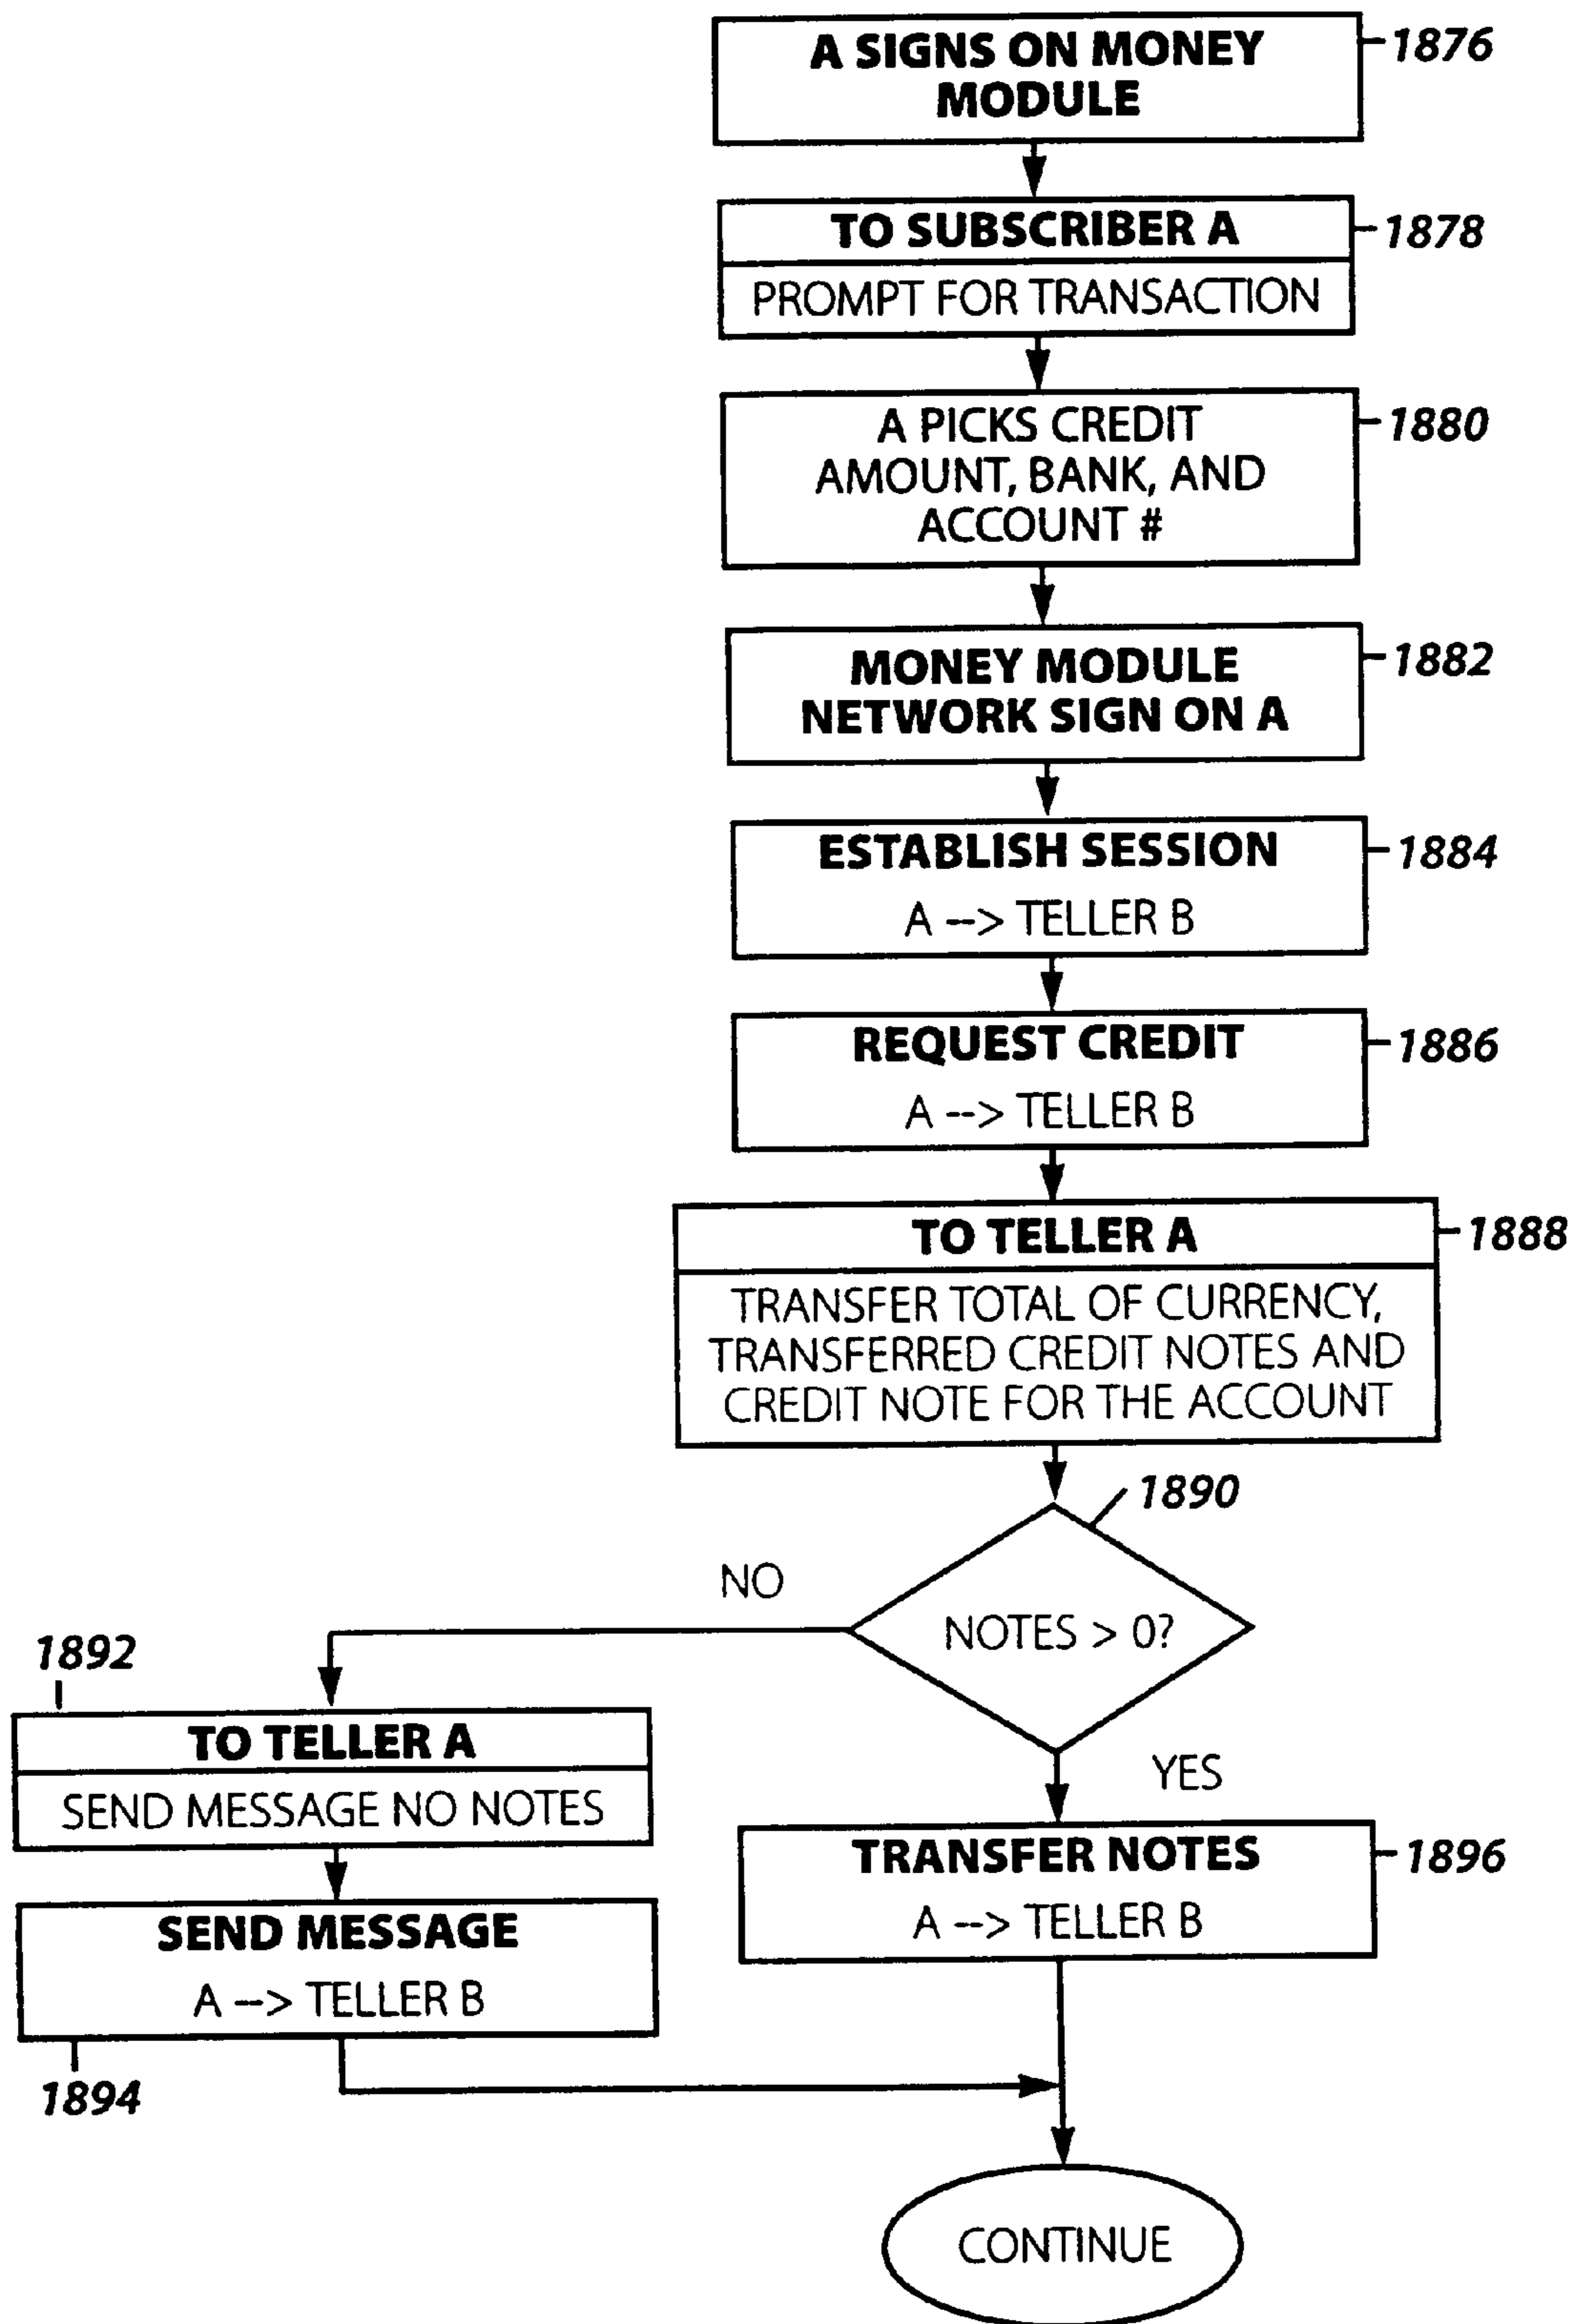 A SIGNS ON MONEY
MODULE
1876
TO SUBSCRIBER A
1878
PROMPT FOR TRANSACTION
A PICKS CREDIT
AMOUNT, BANK, AND
ACCOUNT #
1880
MONEY MODULE
NETWORK SIGN ON A
1882
ESTABLISH SESSION
A --> TELLER B
1884
REQUEST CREDIT
A --> TELLER B
1886
TO TELLER A
1888
TRANSFER TOTAL OF CURRENCY,
TRANSFERRED CREDIT NOTES AND
CREDIT NOTE FOR THE ACCOUNT
1890
NOTES > 0?
NO
1892
TO TELLER A
SEND MESSAGE NO NOTES
SEND MESSAGE
A --> TELLER B
1894
YES
TRANSFER NOTES
A --> TELLER B
1896
CONTINUE